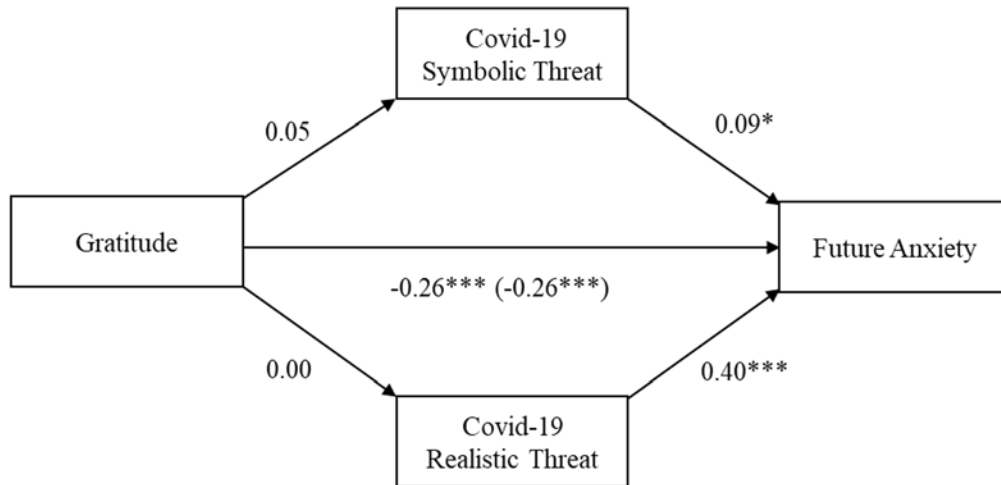 Covid-19
Symbolic Threat
0.05
0.09*
Gratitude
Future Anxiety
-0.26*** (-0.26***)
0.00
0.40***
Covid-19
Realistic Threat